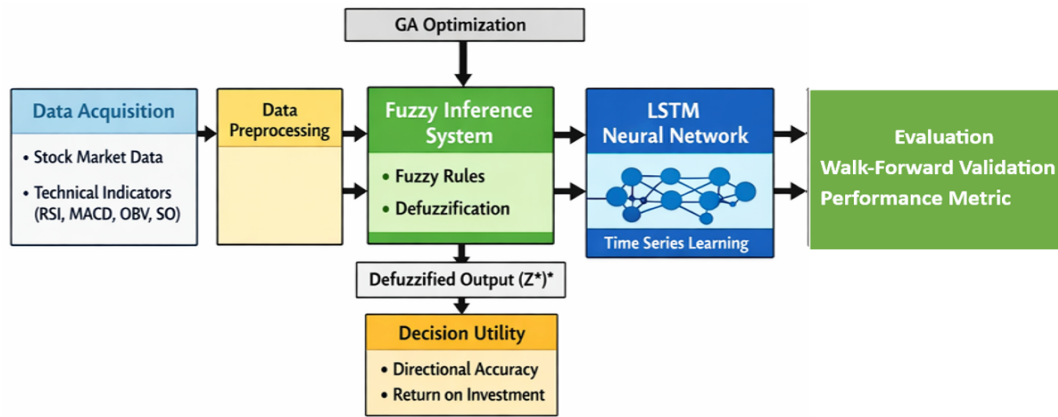 GA Optimization
Data Acquisition
• Stock Market Data
• Technical Indicators
(RSI, MACD, OBV, SO)
Data
Preprocessing
Fuzzy Inference
System
• Fuzzy Rules
• Defuzzification
LSTM
Neural Network
Time Series Learning
Evaluation
Walk-Forward Validation
Performance Metric
Defuzzified Output (Z*)*
Decision Utility
• Directional Accuracy
• Return on Investment